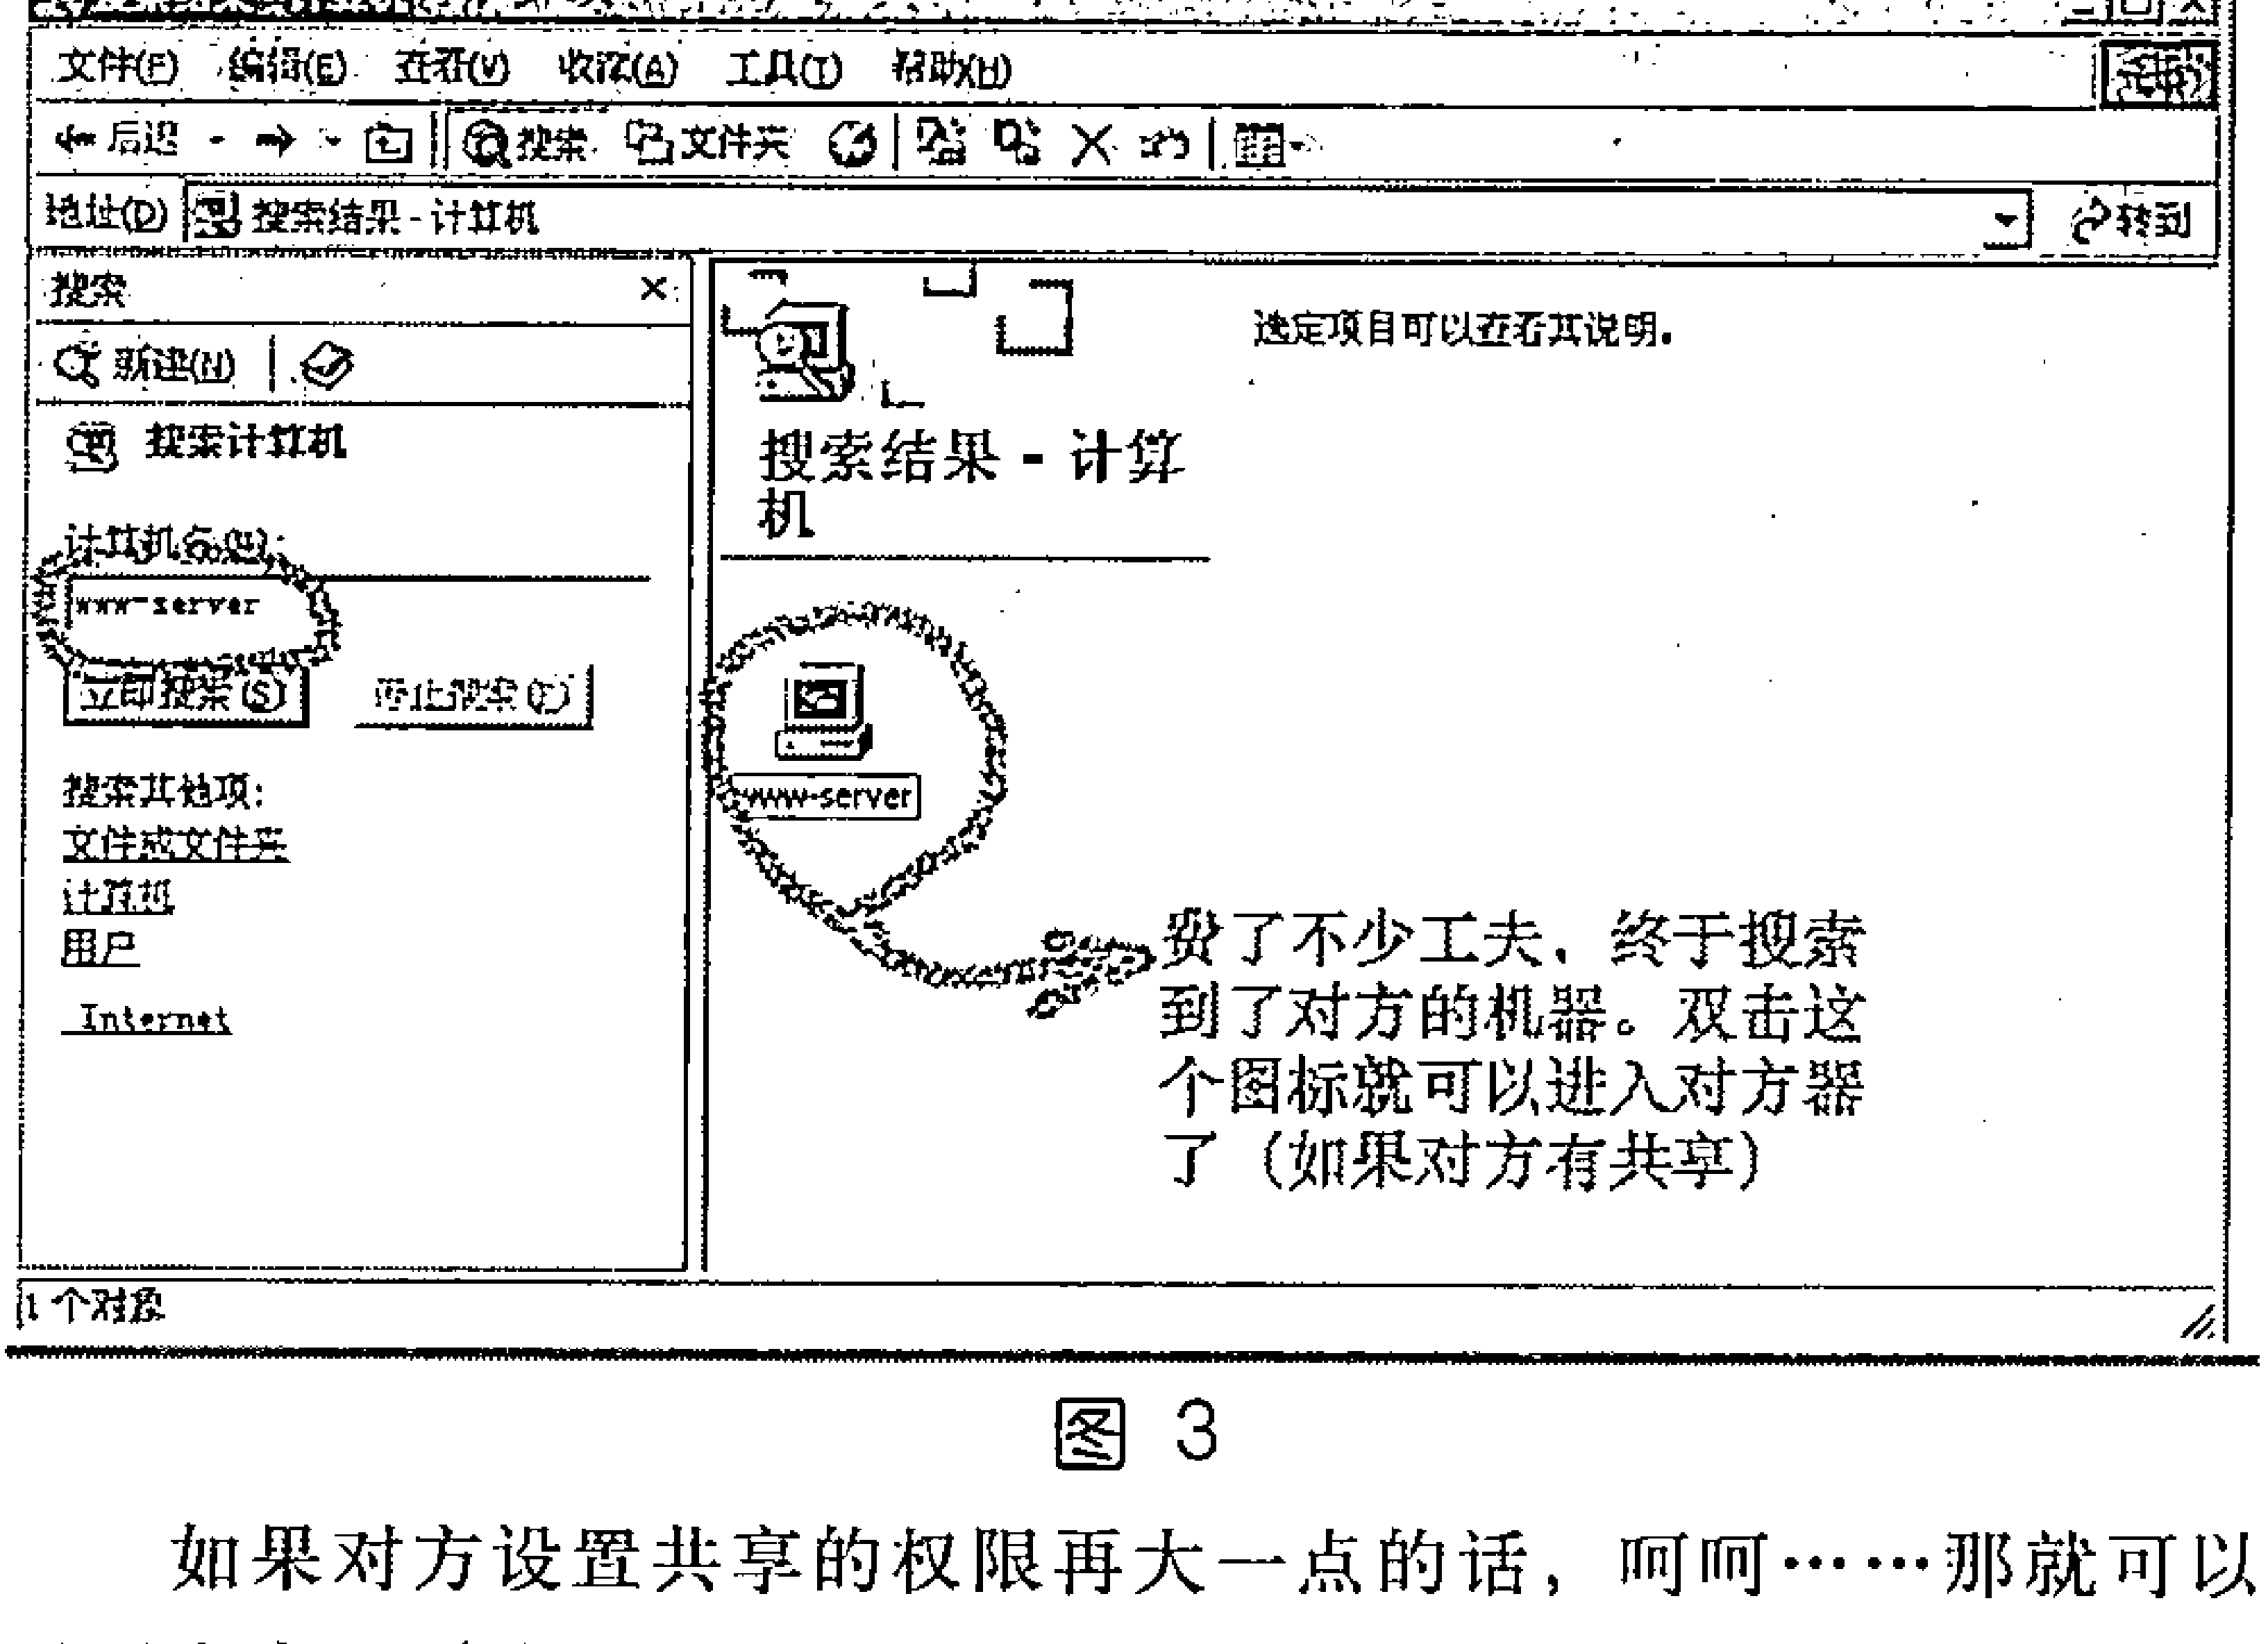 文件(F) 编辑(E) 查看(V) 收藏(A) 工具(T) 帮助(H)
后退 搜索 文件夹
地址(D) 搜索结果 - 计算机 转到
搜索
新建(N)
搜索计算机
计算机名(M):
www-server
立即搜索(S) 停止搜索
搜索其他项:
文件或文件夹
计算机
用户
Internet
选定项目可以查看其说明。
搜索结果 - 计算
机
www-server
费了不少工夫，终于搜索
到了对方的机器。双击这
个图标就可以进入对方器
了（如果对方有共享）
1 个对象
图 3
如果对方设置共享的权限再大一点的话，呵呵……那就可以